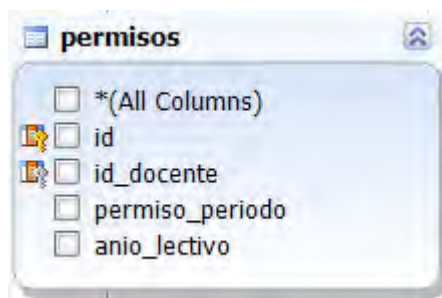 permisos
*(All Columns)
id
id_docente
permiso_periodo
anio_lectivo